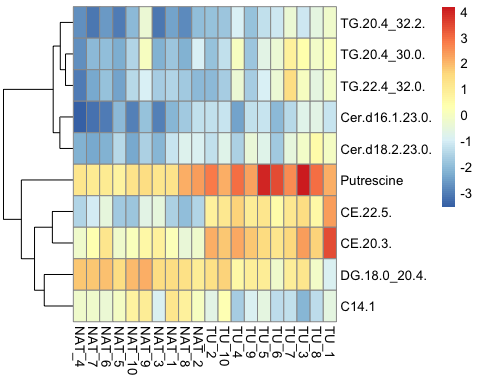 TG.20.4_32.2.
TG.20.4_30.0.
TG.22.4_32.0.
Cer.d16.1.23.0.
Cer.d18.2.23.0.
Putrescine
CE.22.5.
CE.20.3.
DG.18.0_20.4.
C14.1
4
3
2
1
0
-1
-2
-3
NAT_4
NAT_7
NAT_6
NAT_5
NAT_10
NAT_9
NAT_3
NAT_1
NAT_8
NAT_2
TU_2
TU_10
TU_4
TU_9
TU_5
TU_6
TU_7
TU_3
TU_8
TU_1